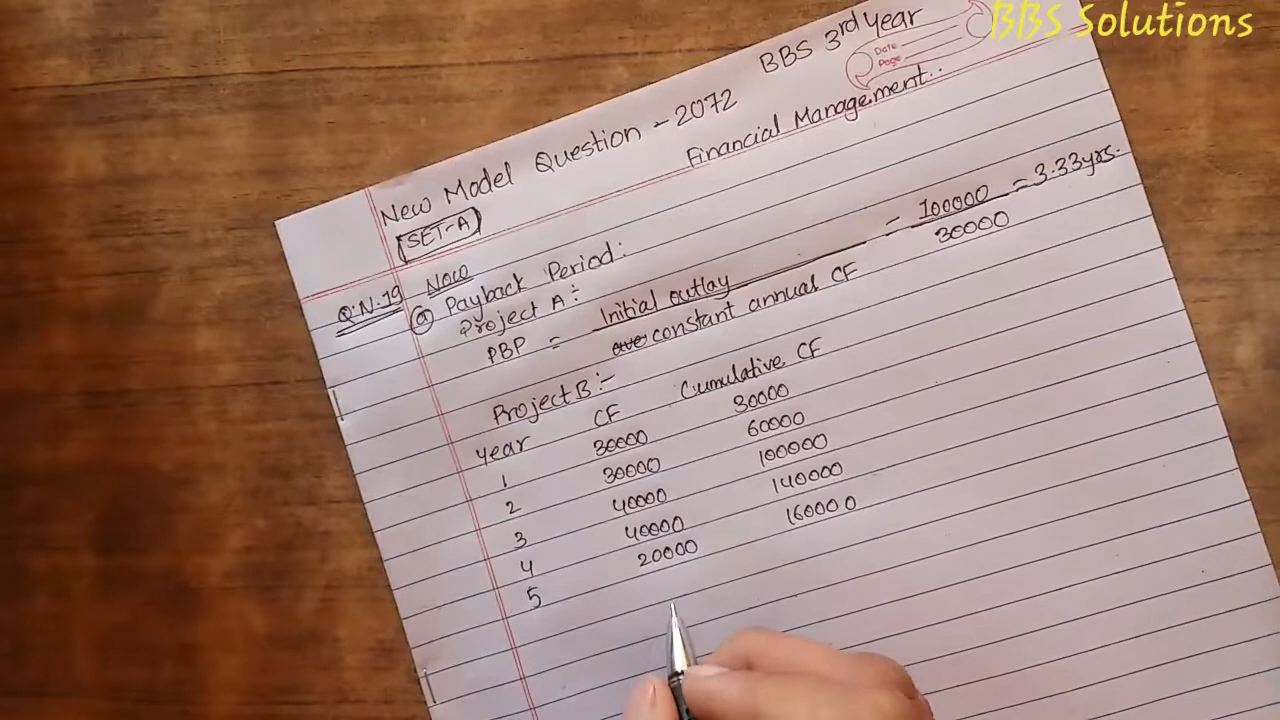 BBS Solutions
BBS 3rd Year
Date
Page
New Model Question - 2072
Financial Management..
(SET-A)
Q.N.19 Now
(a) Payback Period:
Project A:
PBP = Initial outlay / constant annual CF = 100000 / 30000 = 3.33yrs.
Project B:-
Year CF Cumulative CF
1 30000 30000
2 30000 60000
3 40000 100000
4 40000 140000
5 20000 160000